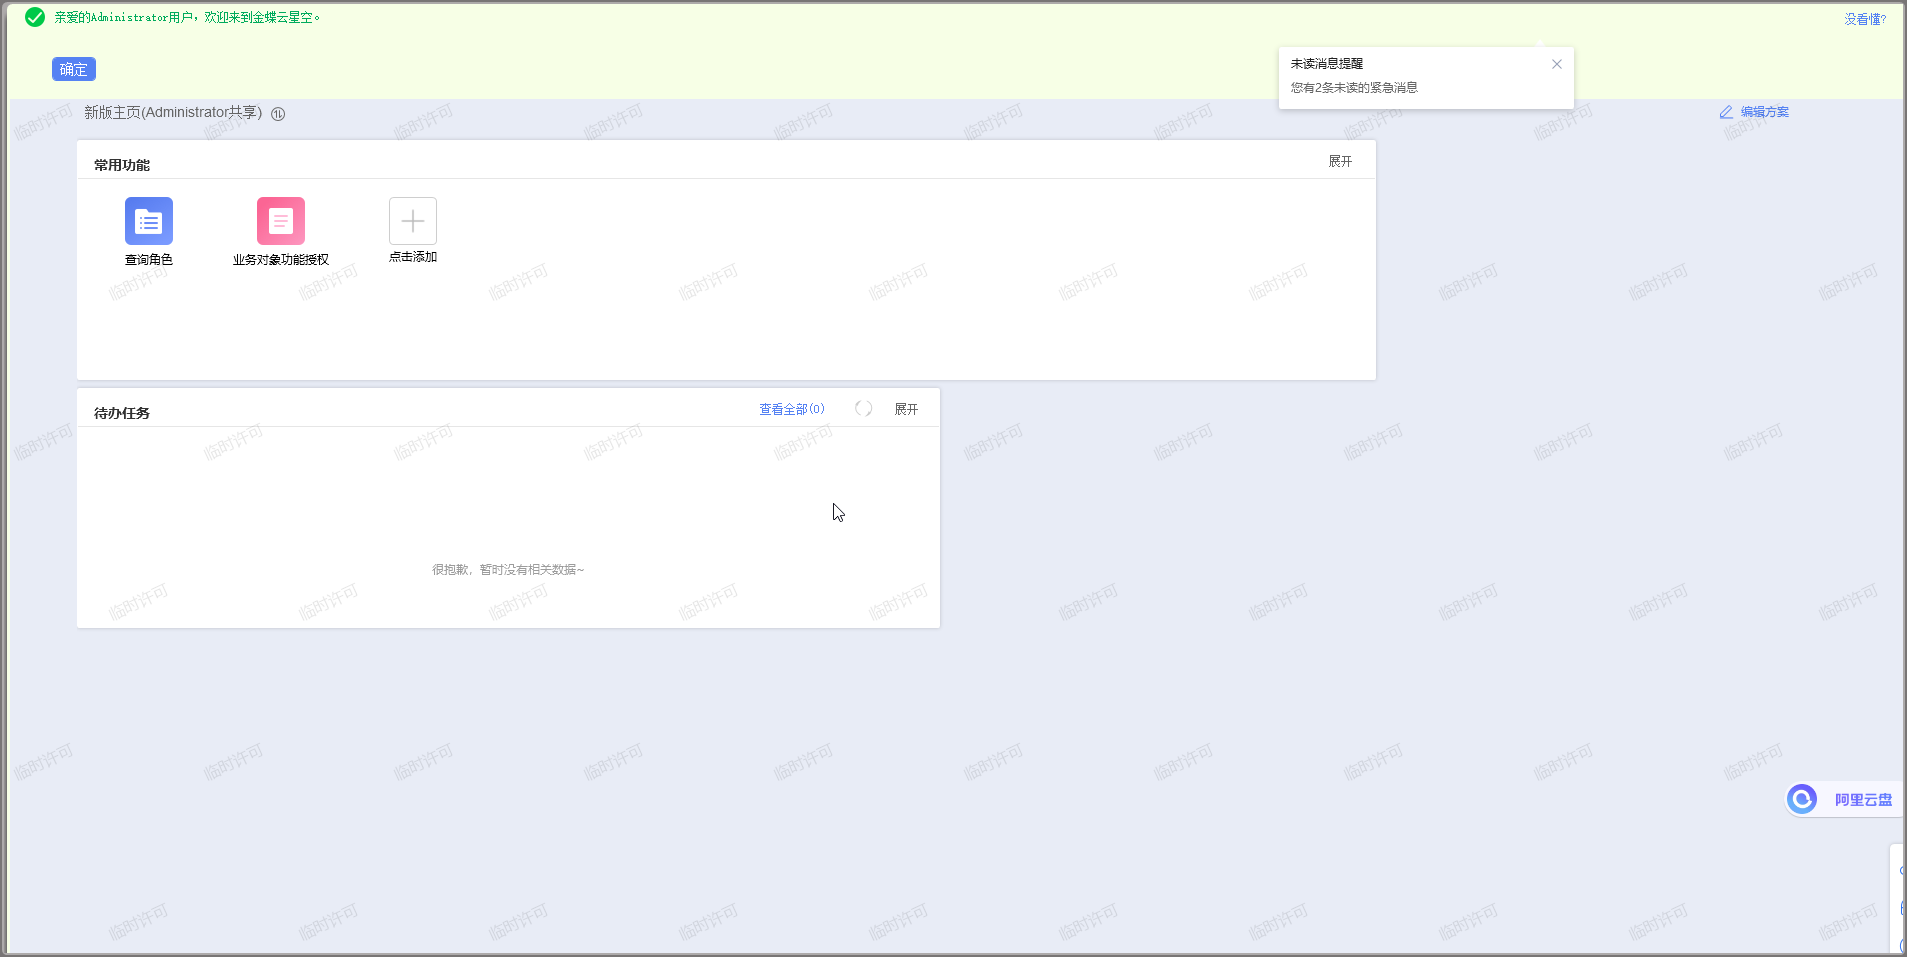 亲爱的Administrator用户，欢迎来到金蝶云星空。
没看懂?
确定
未读消息提醒
您有2条未读的紧急消息
新版主页(Administrator共享)
编辑方案
常用功能
展开
查询角色
业务对象功能授权
点击添加
待办任务
查看全部(0)
展开
很抱歉，暂时没有相关数据~
阿里云盘
临时许可